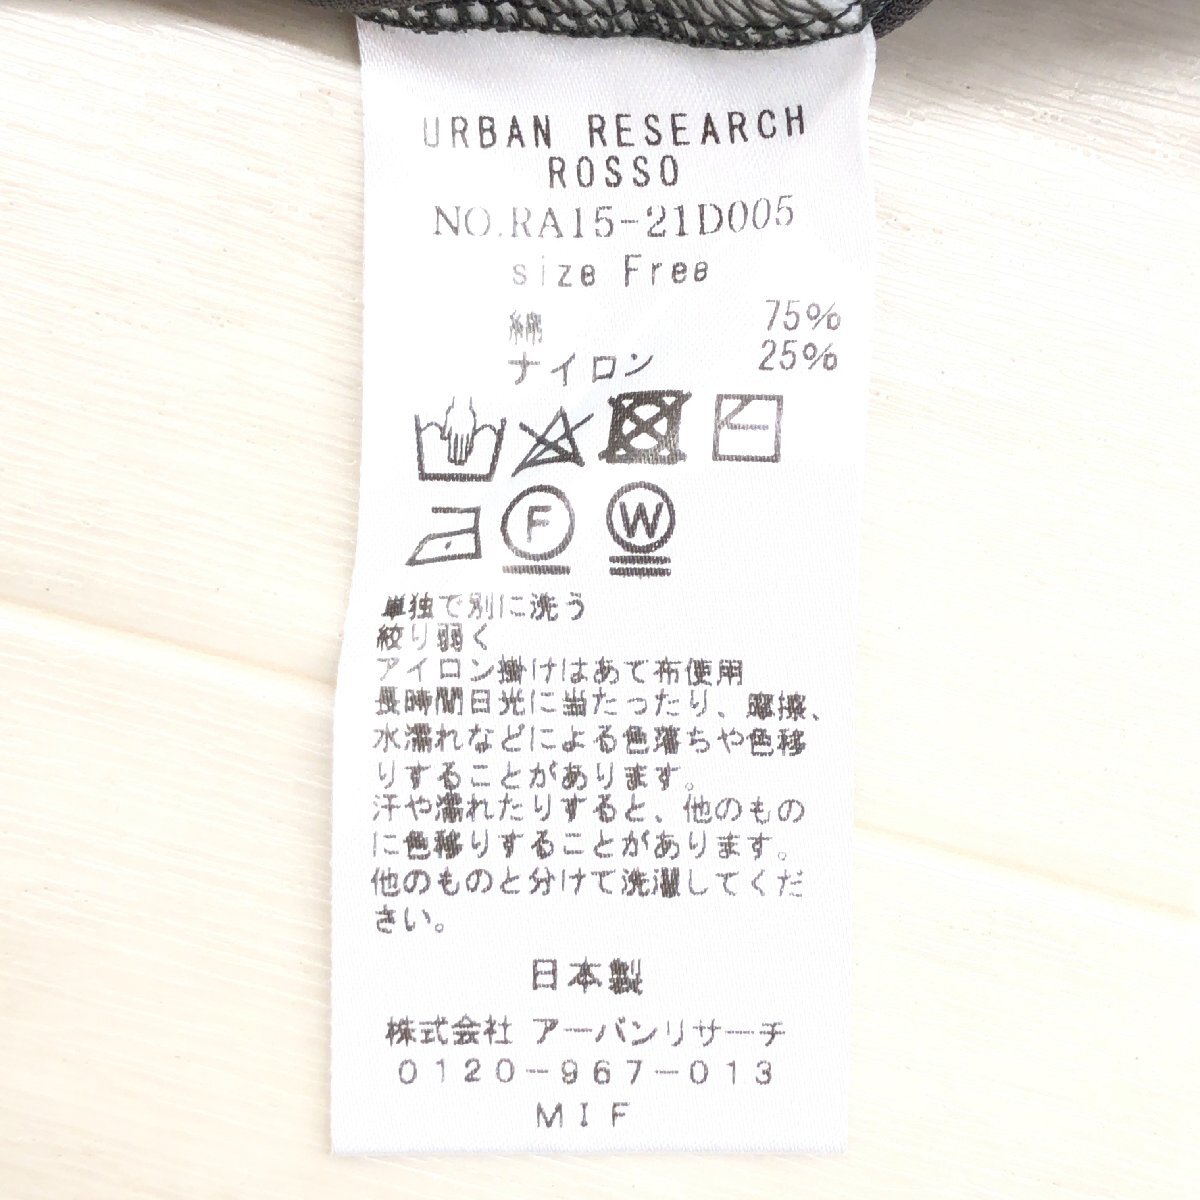 URBAN RESEARCH
ROSSO
NO.RA15-21D005
size Free
綿 75%
ナイロン 25%
F W
単独で別に洗う
絞り弱く
アイロン掛けはあて布使用
長時間日光に当たったり、摩擦、
水濡れなどによる色落ちや色移
りすることがあります。
汗や濡れたりすると、他のもの
に色移りすることがあります。
他のものと分けて洗濯してくだ
さい。
日本製
株式会社 アーバンリサーチ
0120-967-013
MIF